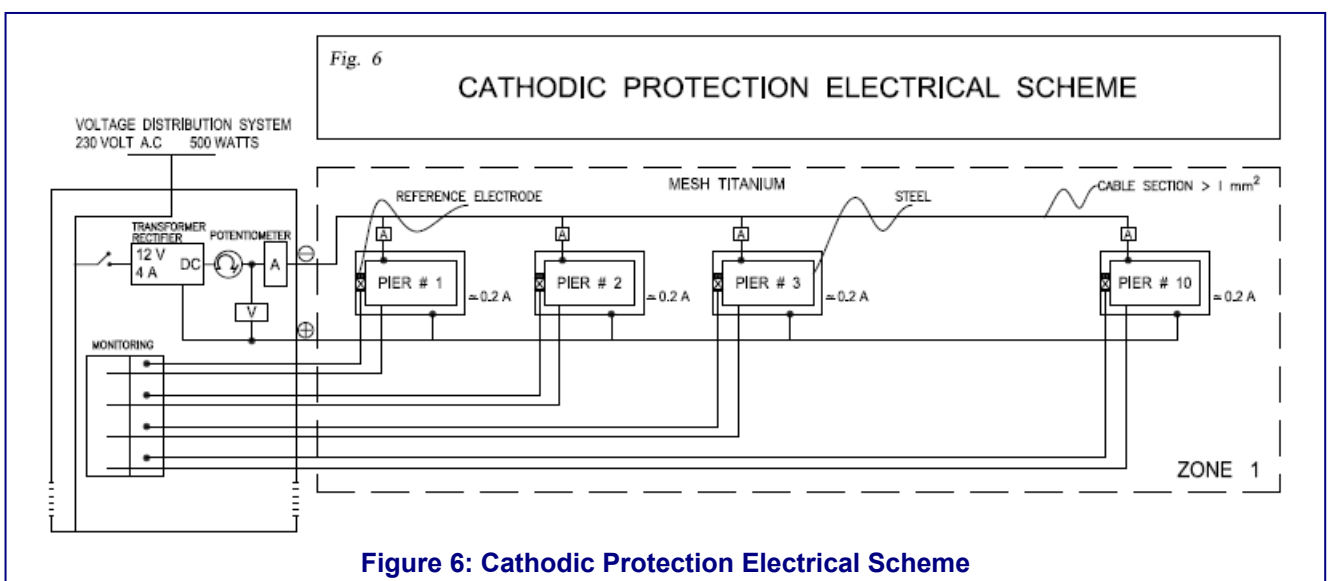 Fig. 6
CATHODIC PROTECTION ELECTRICAL SCHEME
VOLTAGE DISTRIBUTION SYSTEM
230 VOLT A.C 500 WATTS
MESH TITANIUM
REFERENCE ELECTRODE
STEEL
CABLE SECTION > 1 mm²
TRANSFORMER
RECTIFIER
POTENTIOMETER
12 V
4 A
DC
A
⊖
A
A
A
A
PIER # 1
≃0.2 A
PIER # 2
≃0.2 A
PIER # 3
≃0.2 A
PIER # 10
≃0.2 A
V
⊕
MONITORING
ZONE 1
Figure 6: Cathodic Protection Electrical Scheme